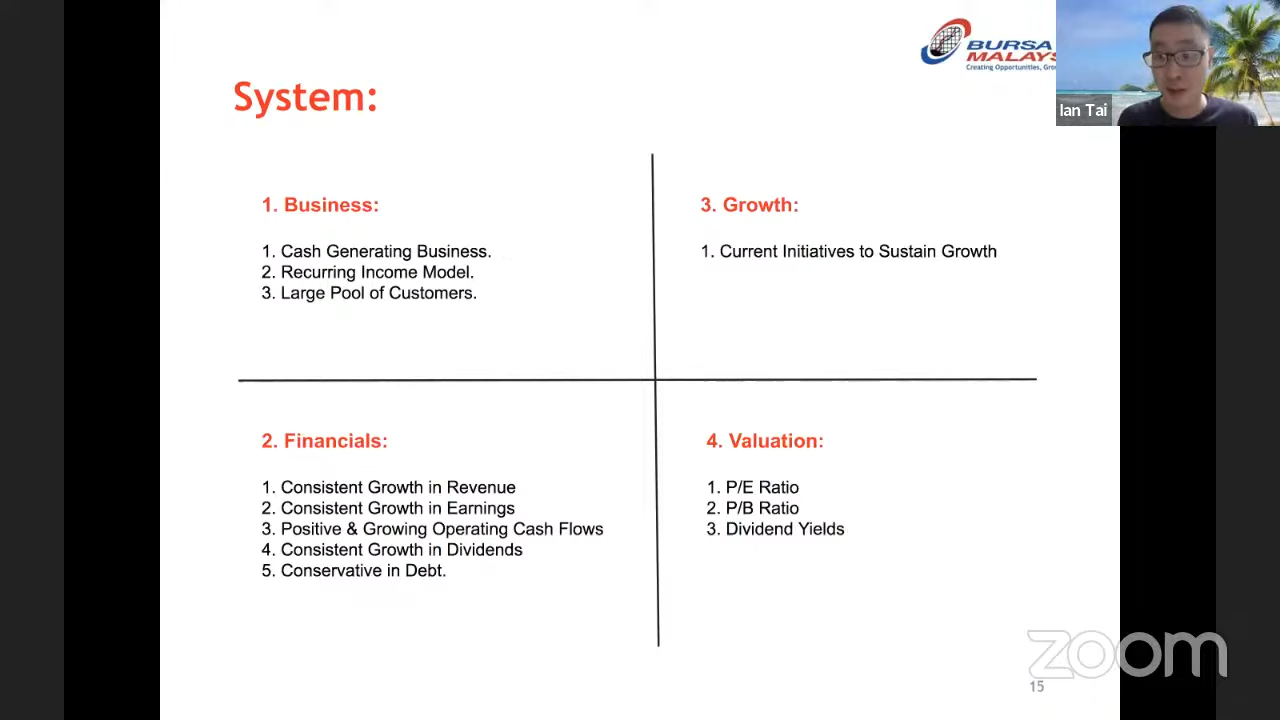 BURSA
MALAYS
Creating Opportunities, Gro
Ian Tai
System:
1. Business:
1. Cash Generating Business.
2. Recurring Income Model.
3. Large Pool of Customers.
3. Growth:
1. Current Initiatives to Sustain Growth
2. Financials:
1. Consistent Growth in Revenue
2. Consistent Growth in Earnings
3. Positive & Growing Operating Cash Flows
4. Consistent Growth in Dividends
5. Conservative in Debt.
4. Valuation:
1. P/E Ratio
2. P/B Ratio
3. Dividend Yields
zoom
15